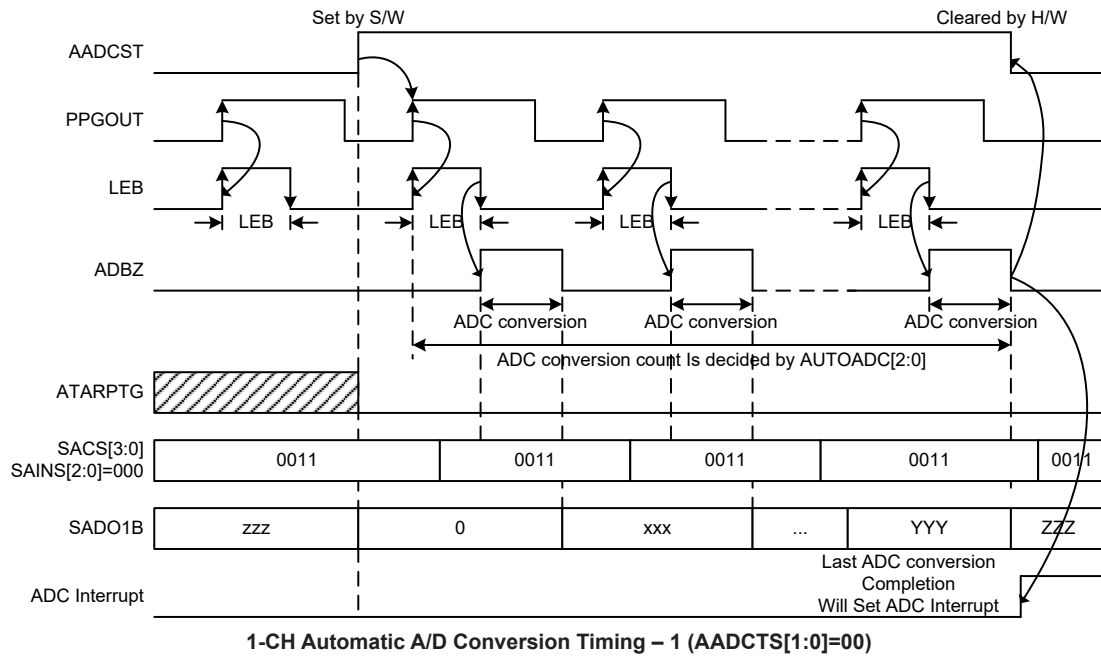 Set by S/W
Cleared by H/W
AADCST
PPGOUT
LEB
LEB
LEB
LEB
LEB
ADBZ
ADC conversion
ADC conversion
ADC conversion
ADC conversion count Is decided by AUTOADC[2:0]
ATARPTG
SACS[3:0]
SAINS[2:0]=000
0011
0011
0011
0011
0011
SADO1B
zzz
0
xxx
...
YYY
ZZZ
Last ADC conversion
Completion
Will Set ADC Interrupt
ADC Interrupt
1-CH Automatic A/D Conversion Timing – 1 (AADCTS[1:0]=00)